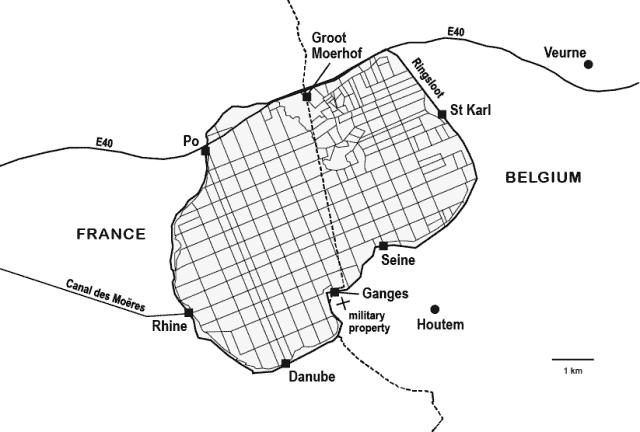 Groot
Moerhof
E40
Veurne
Ringsloot
St Karl
E40
Po
BELGIUM
FRANCE
Seine
Canal des Moëres
Ganges
military
property
Rhine
Houtem
Danube
1 km